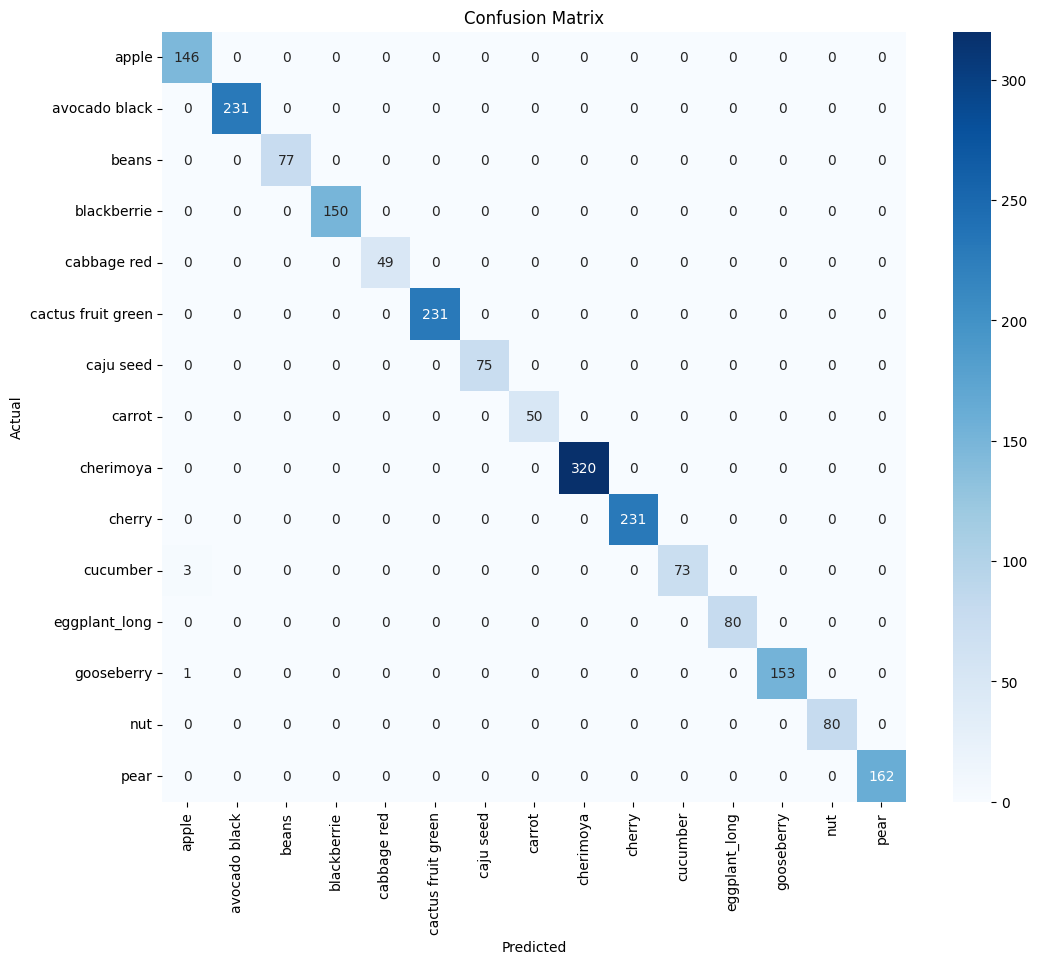 Confusion Matrix
apple 146 0 0 0 0 0 0 0 0 0 0 0 0 0 0
avocado black 0 231 0 0 0 0 0 0 0 0 0 0 0 0 0
beans 0 0 77 0 0 0 0 0 0 0 0 0 0 0 0
blackberrie 0 0 0 150 0 0 0 0 0 0 0 0 0 0 0
cabbage red 0 0 0 0 49 0 0 0 0 0 0 0 0 0 0
cactus fruit green 0 0 0 0 0 231 0 0 0 0 0 0 0 0 0
caju seed 0 0 0 0 0 0 75 0 0 0 0 0 0 0 0
carrot 0 0 0 0 0 0 0 50 0 0 0 0 0 0 0
cherimoya 0 0 0 0 0 0 0 0 320 0 0 0 0 0 0
cherry 0 0 0 0 0 0 0 0 0 231 0 0 0 0 0
cucumber 3 0 0 0 0 0 0 0 0 0 73 0 0 0 0
eggplant_long 0 0 0 0 0 0 0 0 0 0 0 80 0 0 0
gooseberry 1 0 0 0 0 0 0 0 0 0 0 0 153 0 0
nut 0 0 0 0 0 0 0 0 0 0 0 0 0 80 0
pear 0 0 0 0 0 0 0 0 0 0 0 0 0 0 162
Actual
apple
avocado black
beans
blackberrie
cabbage red
cactus fruit green
caju seed
carrot
cherimoya
cherry
cucumber
eggplant_long
gooseberry
nut
pear
Predicted
300
250
200
150
100
50
0